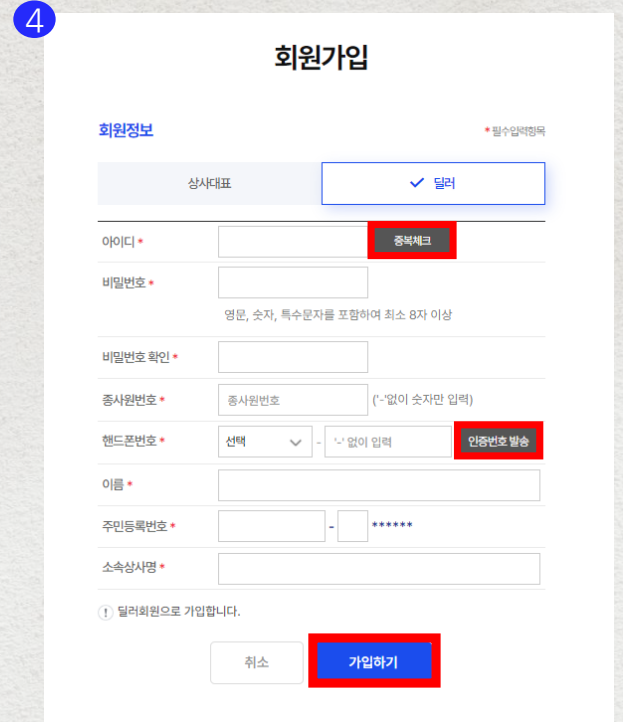 4
회원가입
회원정보
* 필수입력항목
상사대표
딜러
아이디 *
중복체크
비밀번호 *
영문, 숫자, 특수문자를 포함하여 최소 8자 이상
비밀번호 확인 *
종사원번호 *
종사원번호
('-'없이 숫자만 입력)
핸드폰번호 *
선택
-
'-' 없이 입력
인증번호 발송
이름 *
주민등록번호 *
-
******
소속상사명 *
! 딜러회원으로 가입합니다.
취소
가입하기